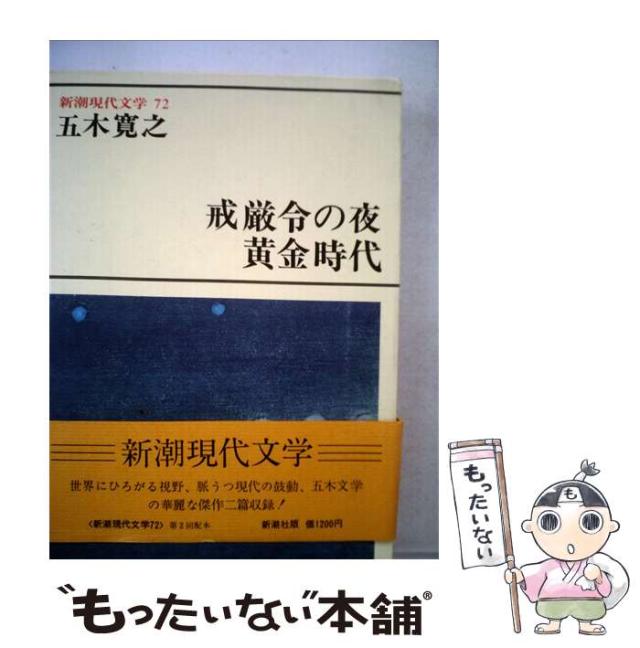 新潮現代文学 72
五木寛之
戒厳令の夜
黄金時代
新潮現代文学
世界にひろがる視野、脈うつ現代の鼓動、五木文学
の華麗な傑作二篇収録！
〈新潮現代文学72〉 第2回配本 新潮社版 価1200円
もったいない
も
“もったいない”本舗®